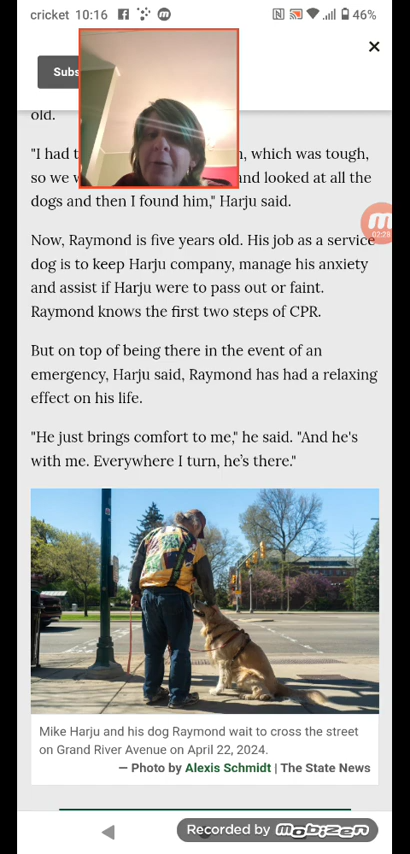 cricket 10:16 46%
Subs
old.
"I had t , which was tough,
so we and looked at all the
dogs and then I found him," Harju said.
02:28
Now, Raymond is five years old. His job as a service
dog is to keep Harju company, manage his anxiety
and assist if Harju were to pass out or faint.
Raymond knows the first two steps of CPR.
But on top of being there in the event of an
emergency, Harju said, Raymond has had a relaxing
effect on his life.
"He just brings comfort to me," he said. "And he's
with me. Everywhere I turn, he's there."
Mike Harju and his dog Raymond wait to cross the street
on Grand River Avenue on April 22, 2024.
— Photo by Alexis Schmidt | The State News
Recorded by mobizen